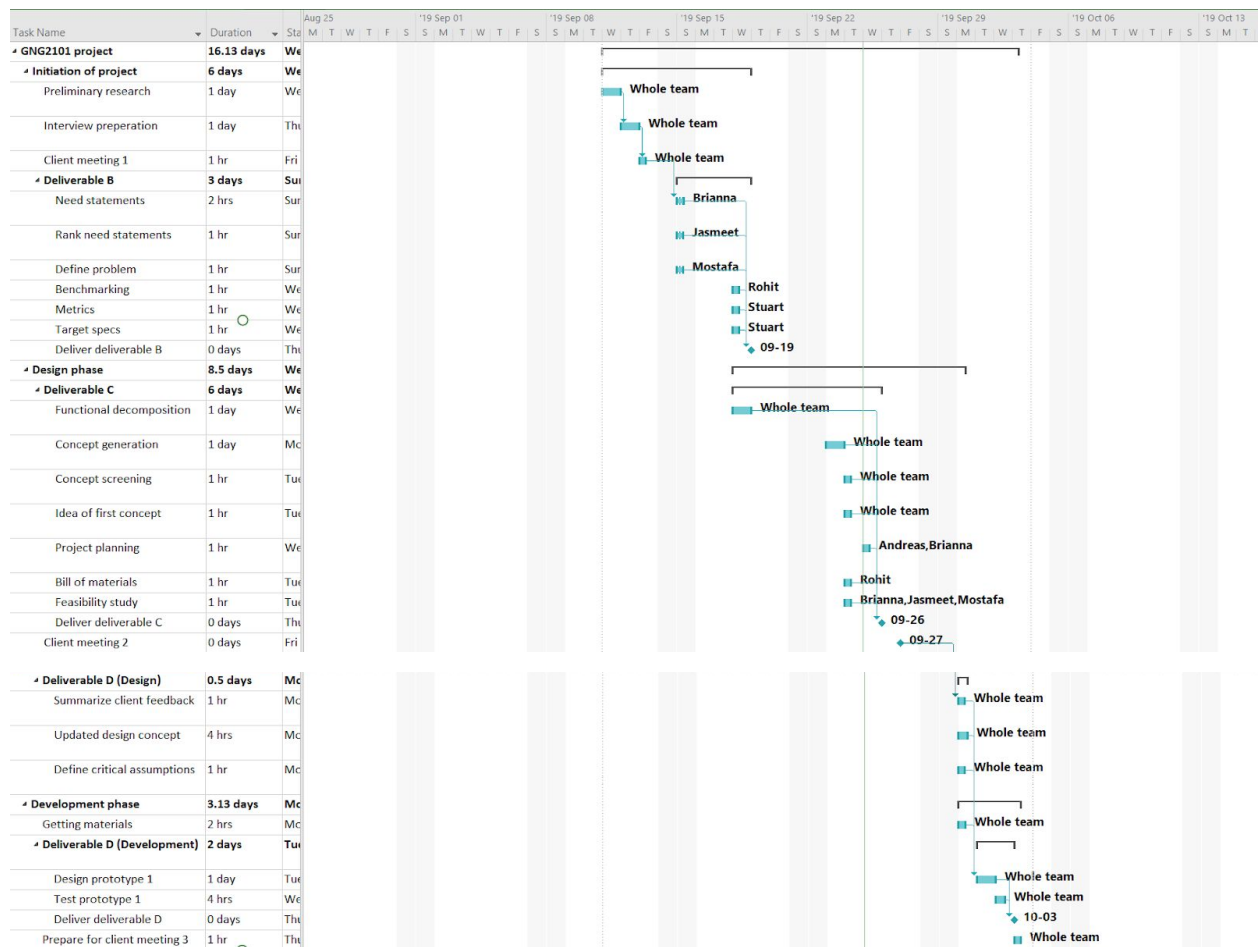 Aug 25 '19 Sep 01 '19 Sep 08 '19 Sep 15 '19 Sep 22 '19 Sep 29 '19 Oct 06 '19 Oct 13
Task Name Duration Sta M T W T F S S M T W T F S S M T W T F S S M T W T F S S M T W T F S S M T W T F S S M T W T F S S M T
GNG2101 project 16.13 days We
Initiation of project 6 days We
Preliminary research 1 day We Whole team
Interview preperation 1 day Thu Whole team
Client meeting 1 1 hr Fri Whole team
Deliverable B 3 days Sun
Need statements 2 hrs Sun Brianna
Rank need statements 1 hr Sun Jasmeet
Define problem 1 hr Sun Mostafa
Benchmarking 1 hr We Rohit
Metrics 1 hr We Stuart
Target specs 1 hr We Stuart
Deliver deliverable B 0 days Thu 09-19
Design phase 8.5 days We
Deliverable C 6 days We
Functional decomposition 1 day We Whole team
Concept generation 1 day Mo Whole team
Concept screening 1 hr Tue Whole team
Idea of first concept 1 hr Tue Whole team
Project planning 1 hr We Andreas,Brianna
Bill of materials 1 hr Tue Rohit
Feasibility study 1 hr Tue Brianna,Jasmeet,Mostafa
Deliver deliverable C 0 days Thu 09-26
Client meeting 2 0 days Fri 09-27
Deliverable D (Design) 0.5 days Mo
Summarize client feedback 1 hr Mo Whole team
Updated design concept 4 hrs Mo Whole team
Define critical assumptions 1 hr Mo Whole team
Development phase 3.13 days Mo
Getting materials 2 hrs Mo Whole team
Deliverable D (Development) 2 days Tue
Design prototype 1 1 day Tue Whole team
Test prototype 1 4 hrs We Whole team
Deliver deliverable D 0 days Thu 10-03
Prepare for client meeting 3 1 hr Thu Whole team